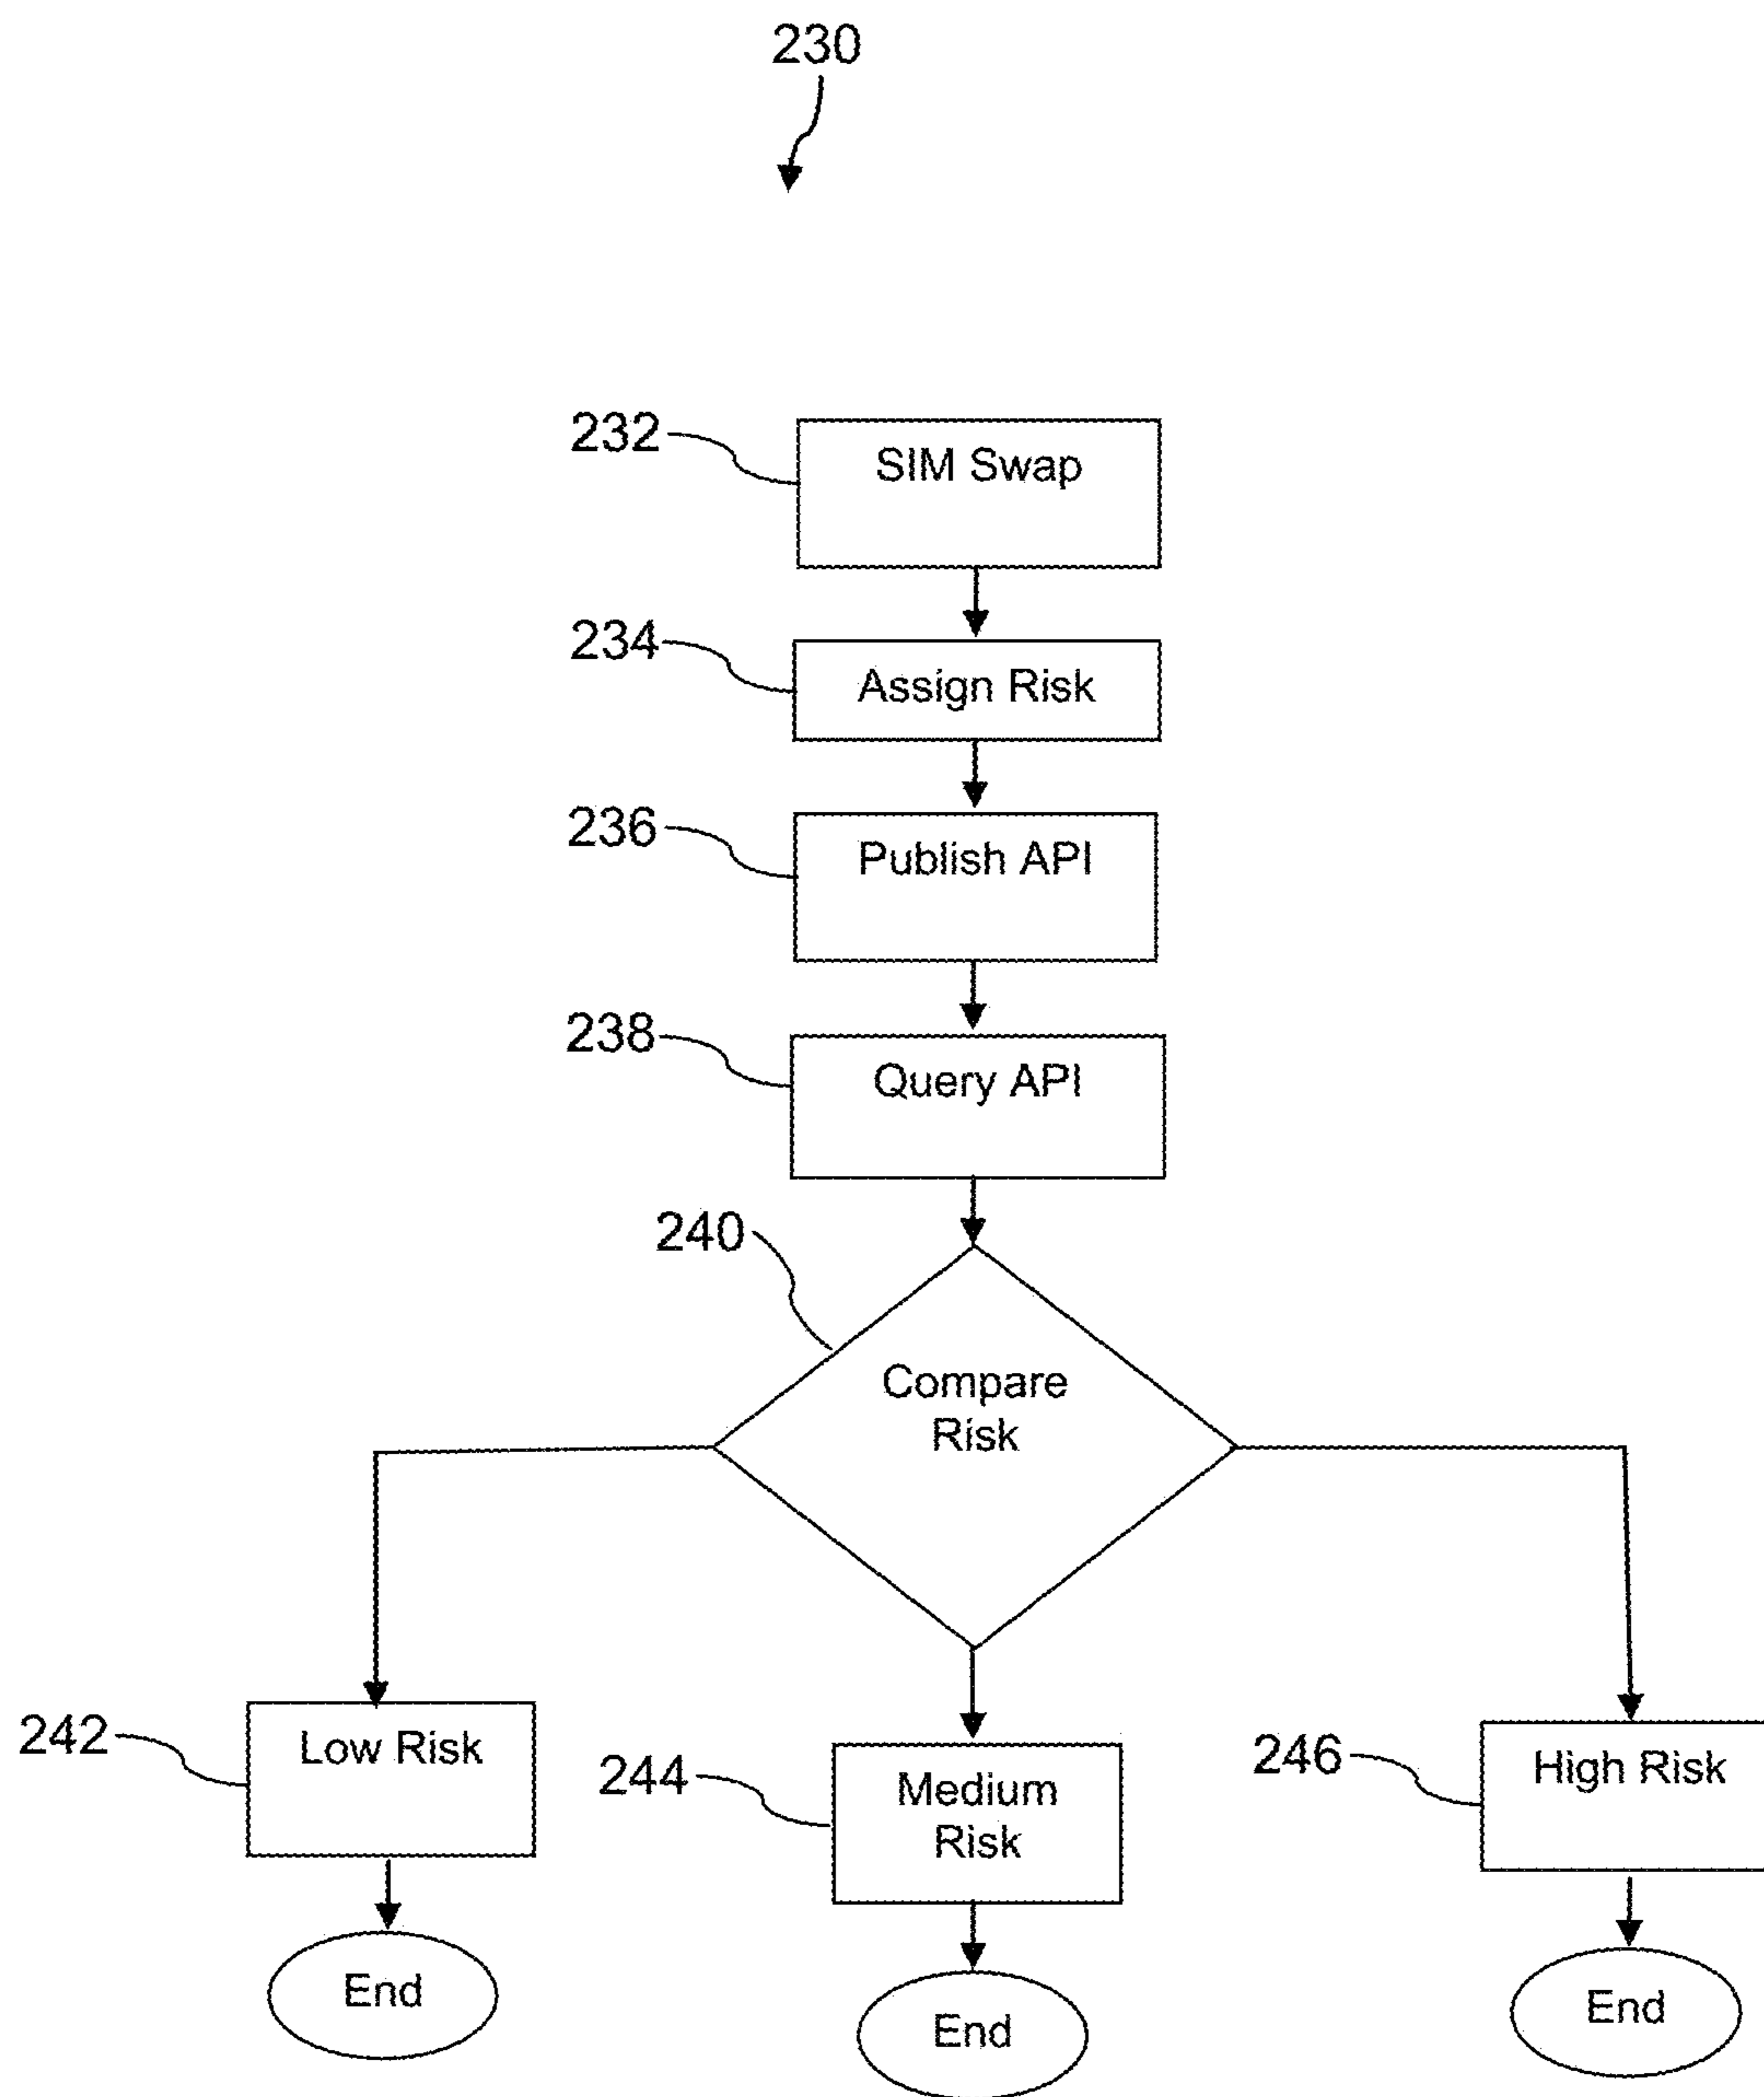 230
232
SIM Swap
234
Assign Risk
236
Publish API
238
Query API
240
Compare
Risk
242
Low Risk
244
Medium
Risk
246
High Risk
End
End
End